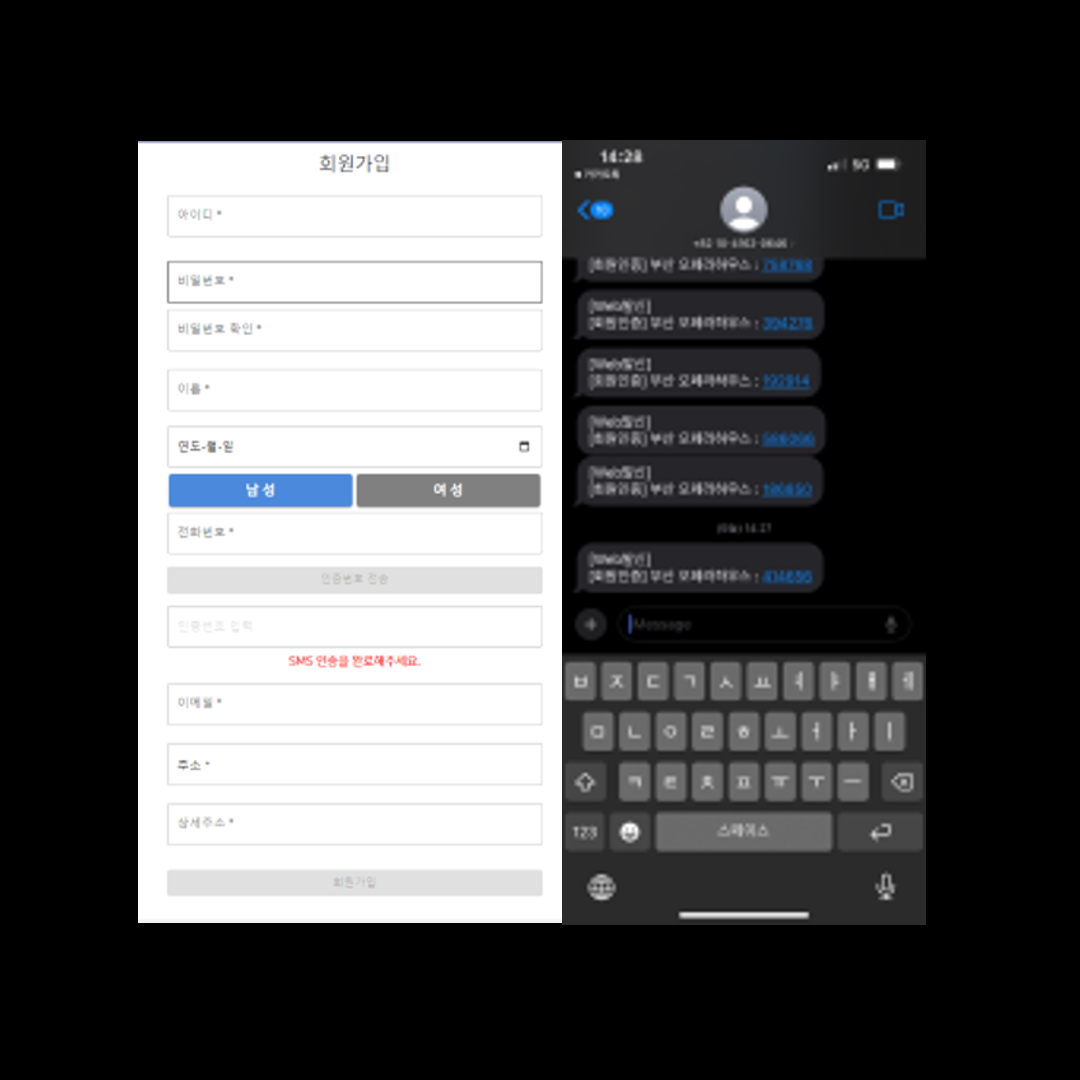 회원가입
아이디 *
비밀번호 *
비밀번호 확인 *
이름 *
연도-월-일
남 성
여 성
전화번호 *
인증번호 전송
인증번호 입력
SMS 인증을 완료해주세요.
이메일 *
주소 *
상세주소 *
회원가입
14:28
5G
[회원인증] 부산 오페라하우스 :
[Web발신]
[회원인증] 부산 오페라하우스 : 394278
[Web발신]
[회원인증] 부산 오페라하우스 : 192914
[Web발신]
[회원인증] 부산 오페라하우스 :
[Web발신]
[회원인증] 부산 오페라하우스 :
14:27
[Web발신]
[회원인증] 부산 오페라하우스 :
Message
ㅂ ㅈ ㄷ ㄱ ㅅ ㅛ ㅕ ㅑ ㅐ ㅔ
ㅁ ㄴ ㅇ ㄹ ㅎ ㅗ ㅓ ㅏ ㅣ
ㅋ ㅌ ㅊ ㅍ ㅠ ㅜ ㅡ
123
스페이스